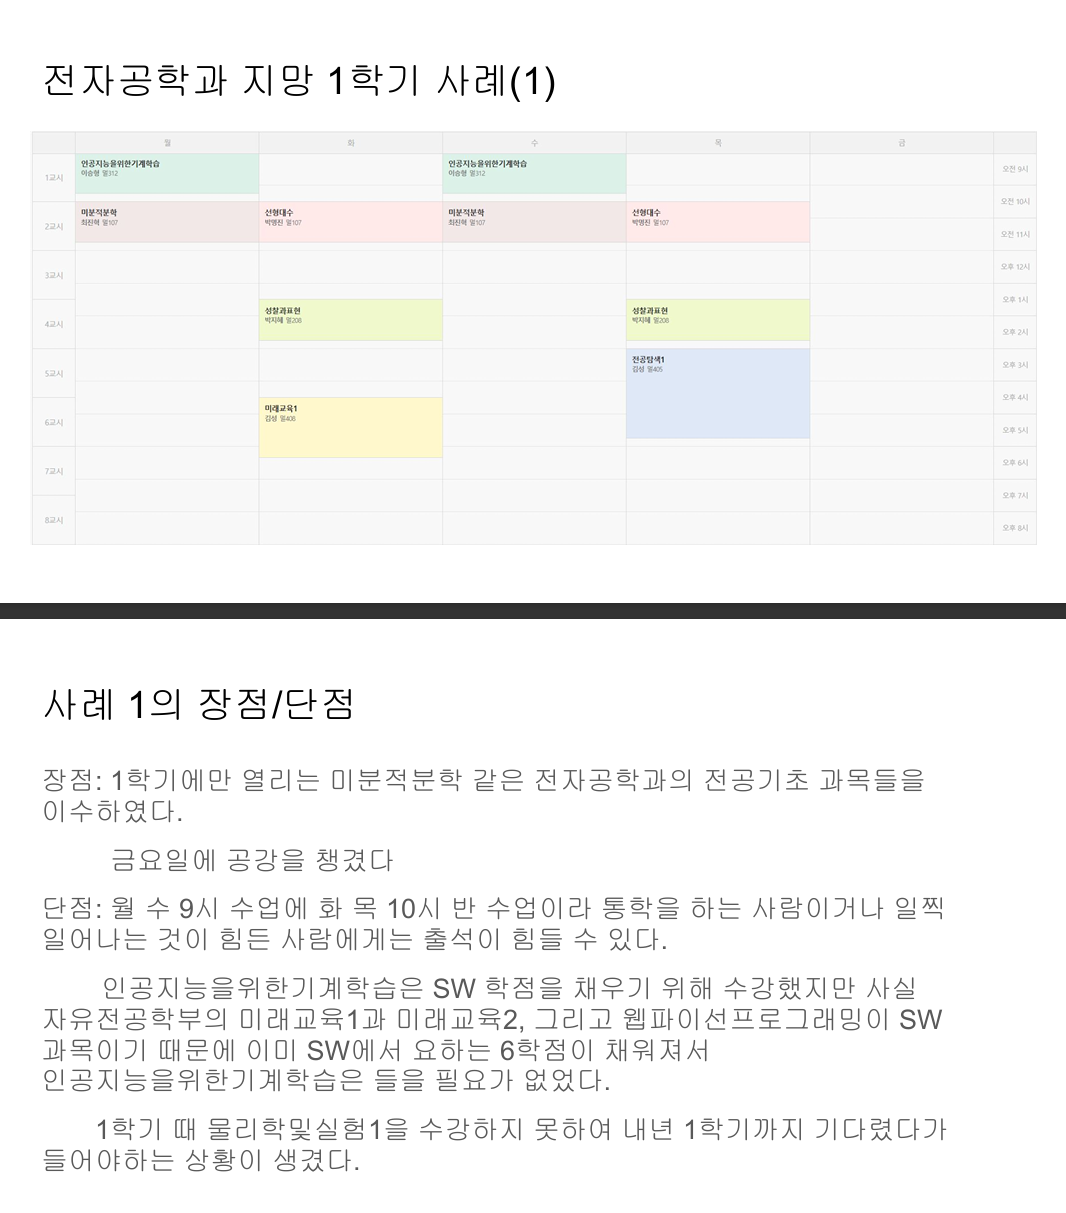 전자공학과 지망 1학기 사례(1)
월 화 수 목 금
1교시
2교시
3교시
4교시
5교시
6교시
7교시
8교시
인공지능을위한기계학습
이승형 월312
미분적분학
최진혁 월107
선형대수
박명진 월107
성찰과표현
박지혜 월208
미래교육1
김성 월408
인공지능을위한기계학습
이승형 월312
미분적분학
최진혁 월107
선형대수
박명진 월107
성찰과표현
박지혜 월208
전공탐색1
김성 월405
오전 9시
오전 10시
오전 11시
오후 12시
오후 1시
오후 2시
오후 3시
오후 4시
오후 5시
오후 6시
오후 7시
오후 8시
사례 1의 장점/단점
장점: 1학기에만 열리는 미분적분학 같은 전자공학과의 전공기초 과목들을
이수하였다.
금요일에 공강을 챙겼다
단점: 월 수 9시 수업에 화 목 10시 반 수업이라 통학을 하는 사람이거나 일찍
일어나는 것이 힘든 사람에게는 출석이 힘들 수 있다.
인공지능을위한기계학습은 SW 학점을 채우기 위해 수강했지만 사실
자유전공학부의 미래교육1과 미래교육2, 그리고 웹파이선프로그래밍이 SW
과목이기 때문에 이미 SW에서 요하는 6학점이 채워져서
인공지능을위한기계학습은 들을 필요가 없었다.
1학기 때 물리학및실험1을 수강하지 못하여 내년 1학기까지 기다렸다가
들어야하는 상황이 생겼다.